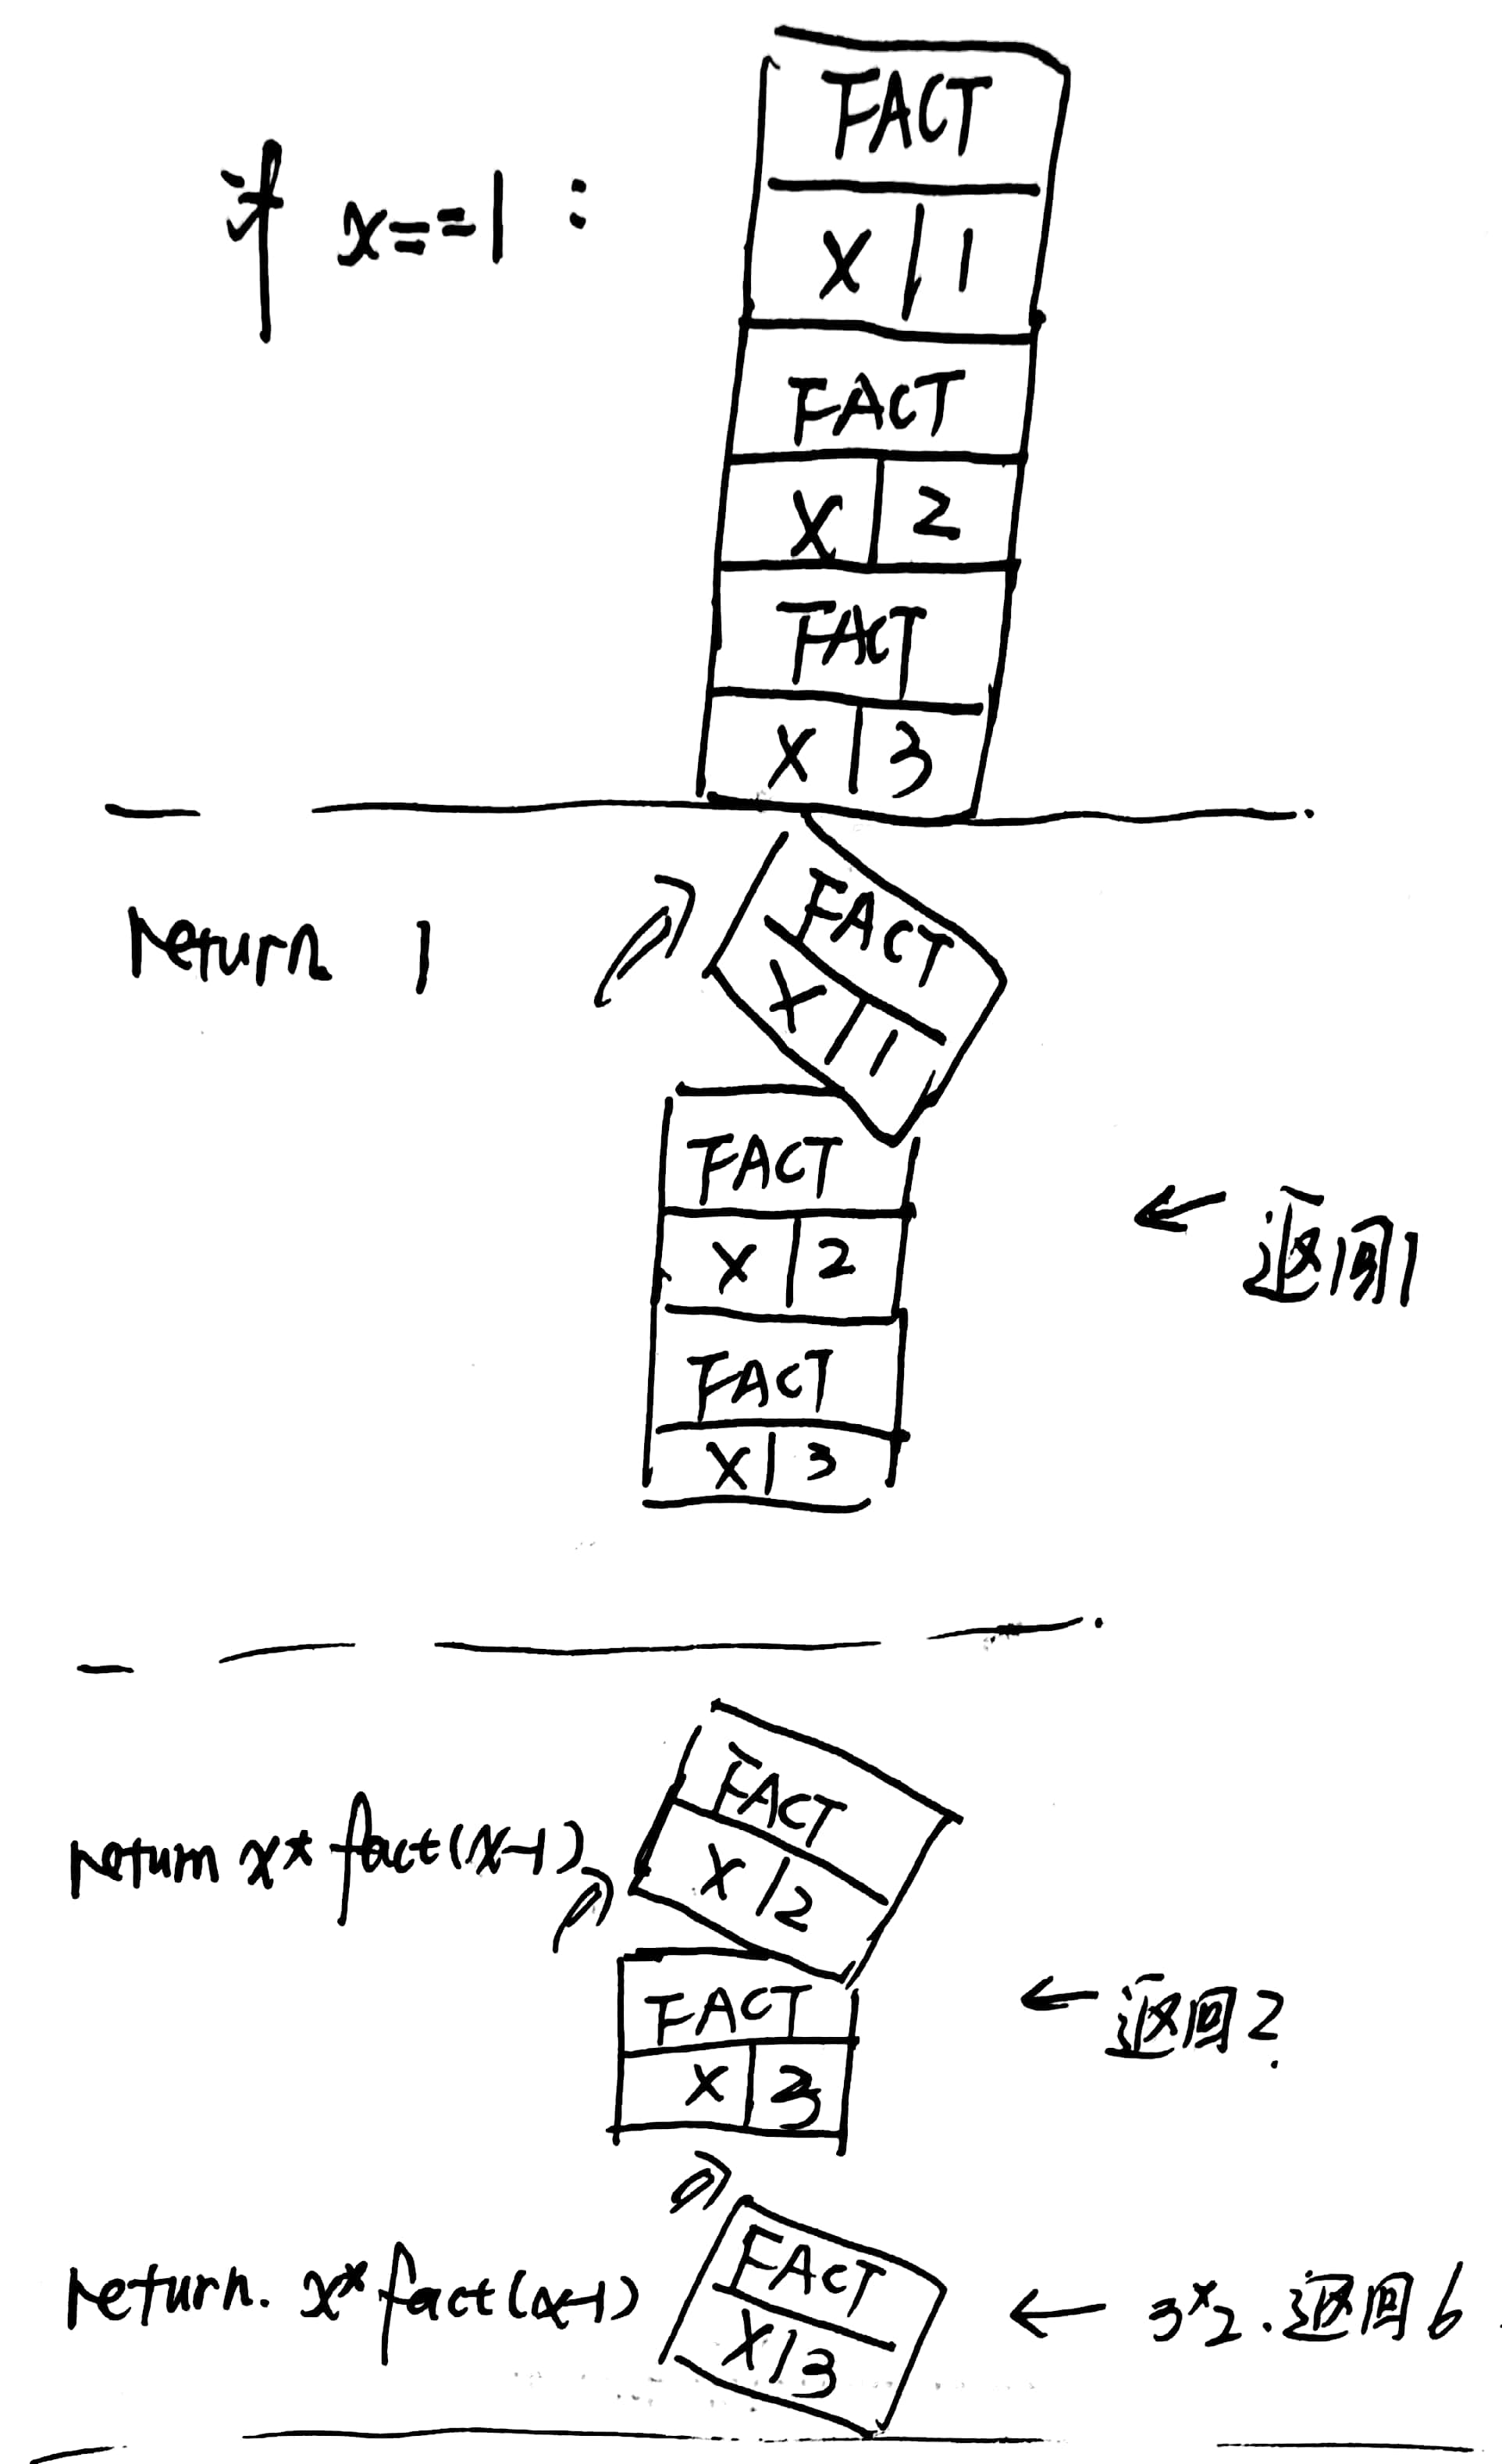 FACT
if x==1 :
X | 1
FACT
X | 2
FACT
X | 3
return 1
FACT
X | 1
FACT
X | 2
返回1
FACT
X | 3
FACT
return x*fact(x-1)
X | 2
FACT
返回2
X | 3
FACT
return. x*fact(x-1)
3*2.返回6.
X | 3